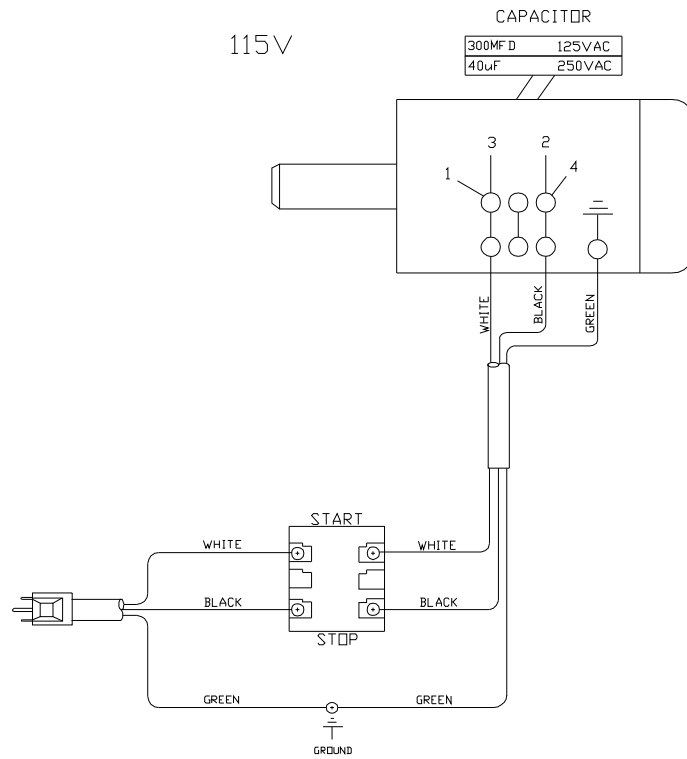 CAPACITOR
115V
300MFD 125VAC
40uF 250VAC
3 2
1 4
WHITE
BLACK
GREEN
START
WHITE WHITE
BLACK BLACK
STOP
GREEN GREEN
GROUND